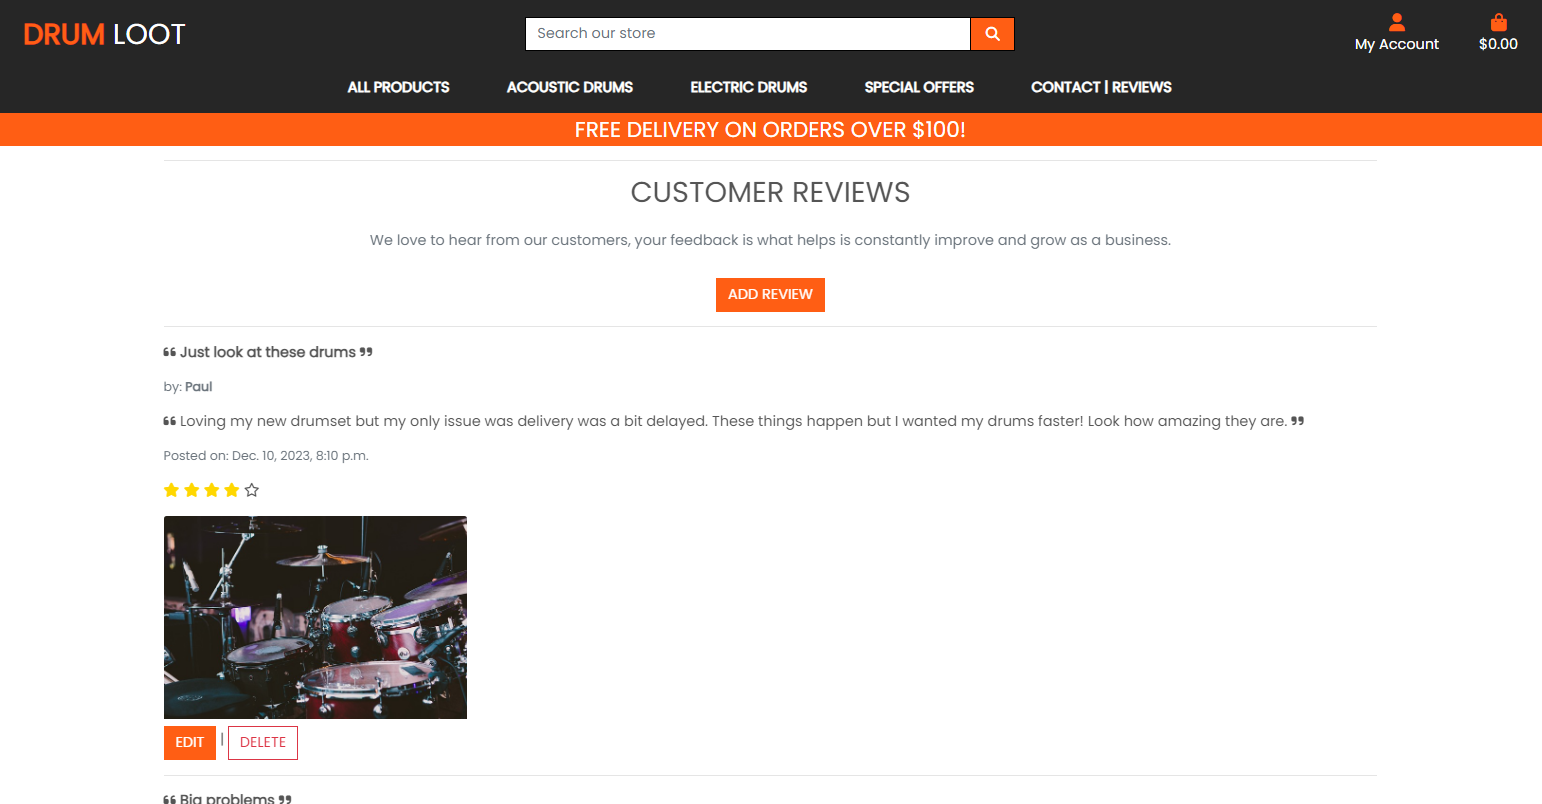 DRUM LOOT
Search our store
My Account
$0.00
ALL PRODUCTS ACOUSTIC DRUMS ELECTRIC DRUMS SPECIAL OFFERS CONTACT | REVIEWS
FREE DELIVERY ON ORDERS OVER $100!
CUSTOMER REVIEWS
We love to hear from our customers, your feedback is what helps is constantly improve and grow as a business.
ADD REVIEW
❝ Just look at these drums ❞
by: Paul
❝ Loving my new drumset but my only issue was delivery was a bit delayed. These things happen but I wanted my drums faster! Look how amazing they are. ❞
Posted on: Dec. 10, 2023, 8:10 p.m.
EDIT | DELETE
❝ Big problems ❞